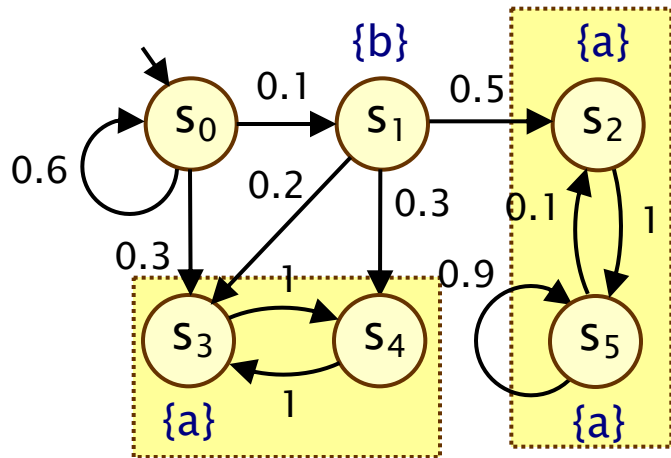 {b} {a}
0.1 0.5
s0 s1 s2
0.6 0.2 0.3 0.1 1
0.3 1 0.9
s3 s4 s5
1
{a} {a}